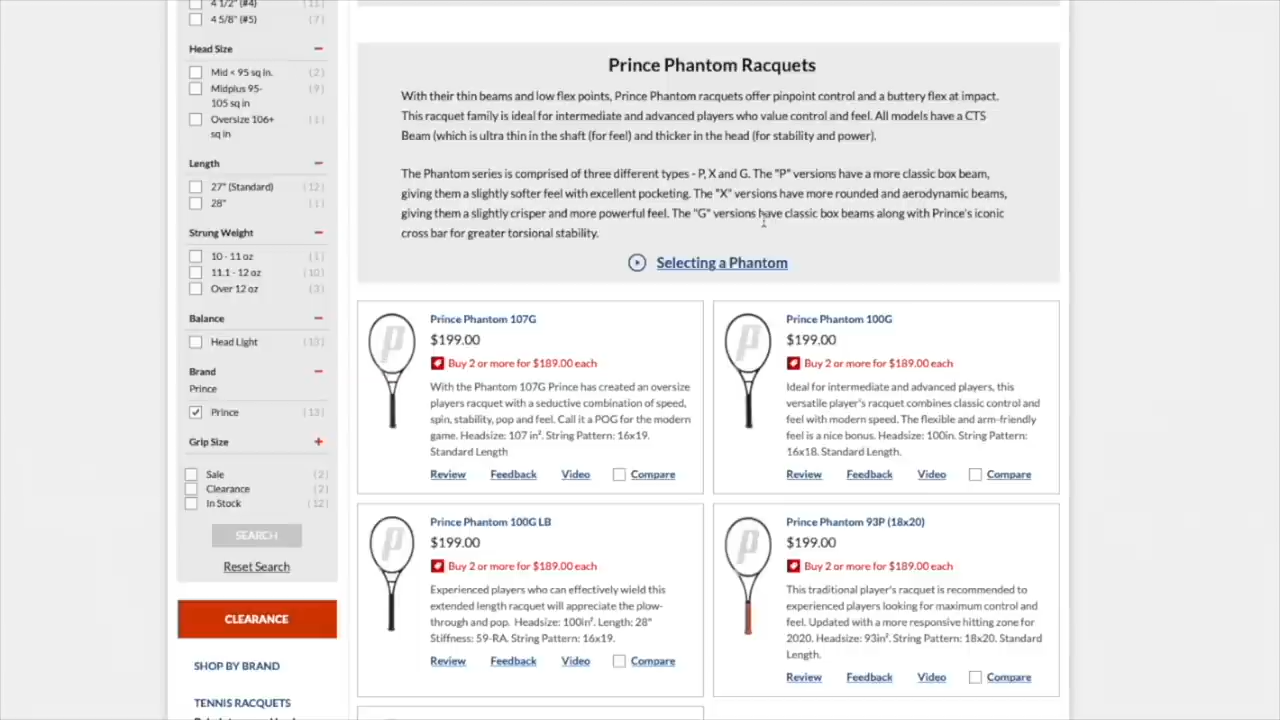 4 1/2" (#4) (11)
4 5/8" (#5) (7)
Head Size
Mid < 95 sq in. (2)
Midplus 95-
105 sq in (9)
Oversize 106+
sq in (1)
Length
27" (Standard) (12)
28" (1)
Strung Weight
10 - 11 oz (1)
11.1 - 12 oz (10)
Over 12 oz (3)
Balance
Head Light (13)
Brand
Prince
Prince (13)
Grip Size
Sale (2)
Clearance (2)
In Stock (12)
SEARCH
Reset Search
CLEARANCE
SHOP BY BRAND
TENNIS RACQUETS
Prince Phantom Racquets
With their thin beams and low flex points, Prince Phantom racquets offer pinpoint control and a buttery flex at impact.
This racquet family is ideal for intermediate and advanced players who value control and feel. All models have a CTS
Beam (which is ultra thin in the shaft (for feel) and thicker in the head (for stability and power).
The Phantom series is comprised of three different types - P, X and G. The "P" versions have a more classic box beam,
giving them a slightly softer feel with excellent pocketing. The "X" versions have more rounded and aerodynamic beams,
giving them a slightly crisper and more powerful feel. The "G" versions have classic box beams along with Prince's iconic
cross bar for greater torsional stability.
Selecting a Phantom
Prince Phantom 107G
$199.00
Buy 2 or more for $189.00 each
With the Phantom 107G Prince has created an oversize
players racquet with a seductive combination of speed,
spin, stability, pop and feel. Call it a POG for the modern
game. Headsize: 107 in². String Pattern: 16x19.
Standard Length
Review Feedback Video Compare
Prince Phantom 100G
$199.00
Buy 2 or more for $189.00 each
Ideal for intermediate and advanced players, this
versatile player's racquet combines classic control and
feel with modern speed. The flexible and arm-friendly
feel is a nice bonus. Headsize: 100in. String Pattern:
16x18. Standard Length.
Review Feedback Video Compare
Prince Phantom 100G LB
$199.00
Buy 2 or more for $189.00 each
Experienced players who can effectively wield this
extended length racquet will appreciate the plow-
through and pop. Headsize: 100in². Length: 28"
Stiffness: 59-RA. String Pattern: 16x19.
Review Feedback Video Compare
Prince Phantom 93P (18x20)
$199.00
Buy 2 or more for $189.00 each
This traditional player's racquet is recommended to
experienced players looking for maximum control and
feel. Updated with a more responsive hitting zone for
2020. Headsize: 93in². String Pattern: 18x20. Standard
Length.
Review Feedback Video Compare